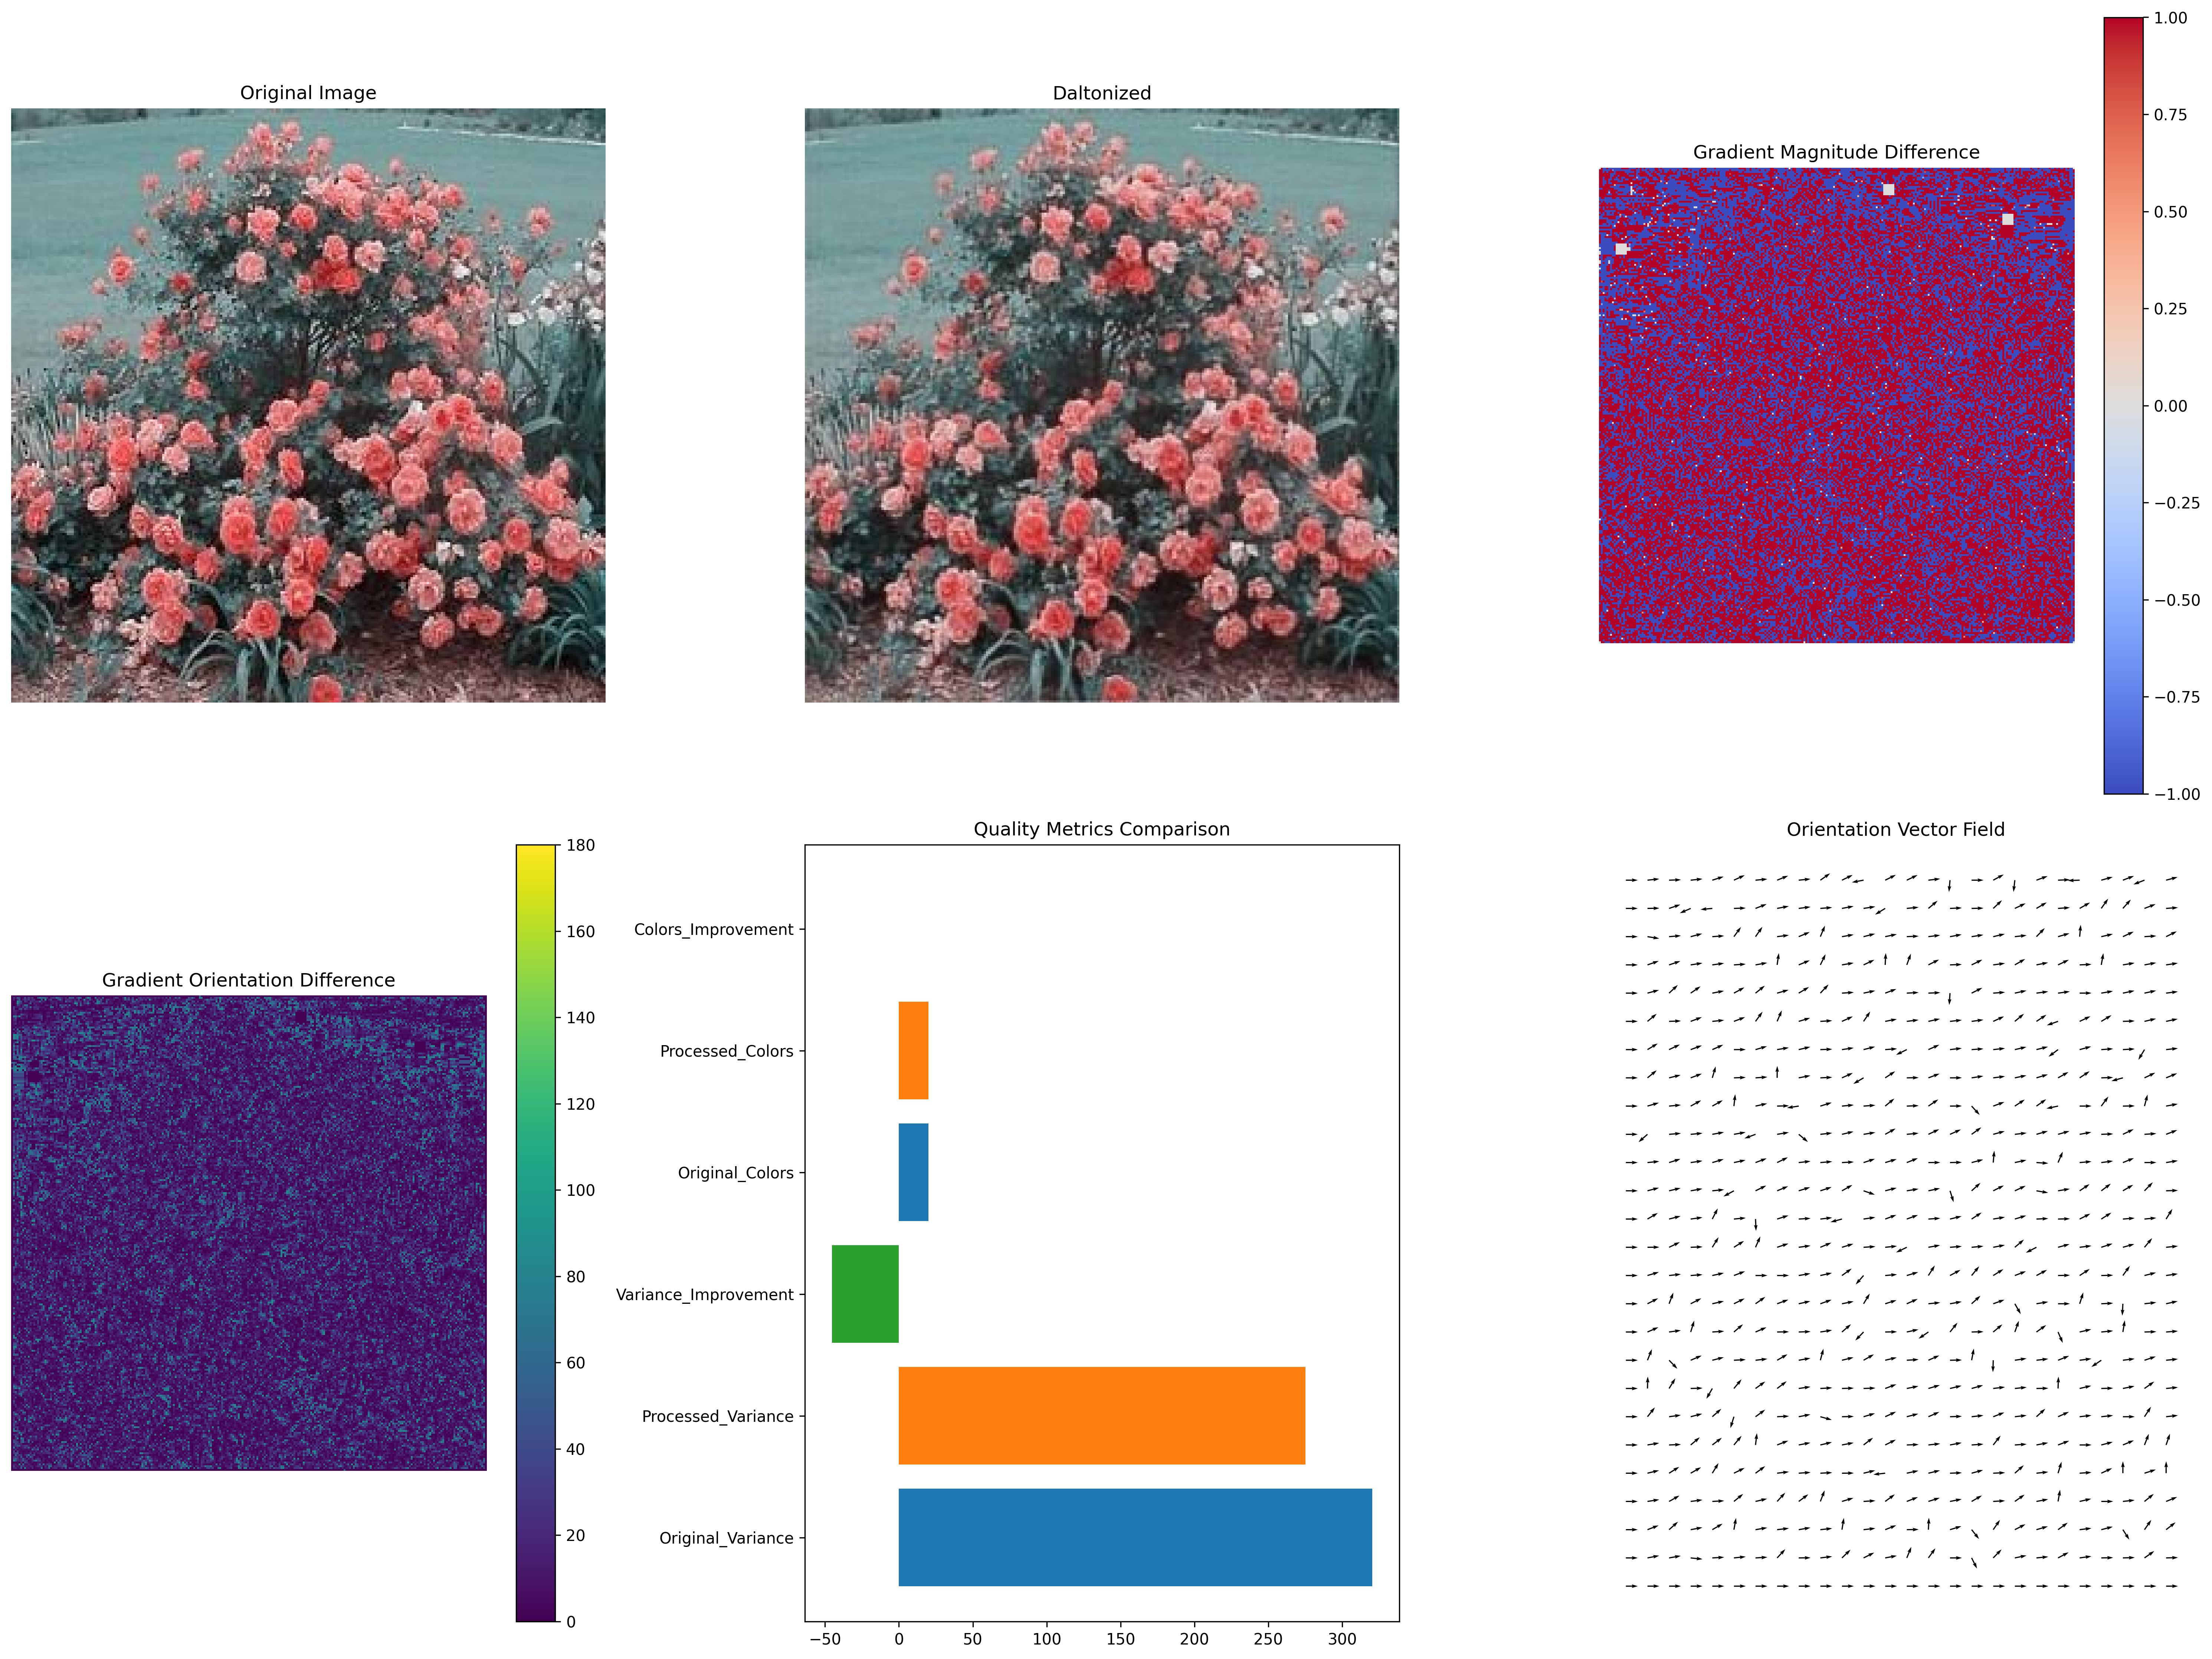 Original Image
Daltonized
Gradient Magnitude Difference
1.00
0.75
0.50
0.25
0.00
−0.25
−0.50
−0.75
−1.00
Gradient Orientation Difference
180
160
140
120
100
80
60
40
20
0
Quality Metrics Comparison
Colors_Improvement
Processed_Colors
Original_Colors
Variance_Improvement
Processed_Variance
Original_Variance
−50 0 50 100 150 200 250 300
Orientation Vector Field